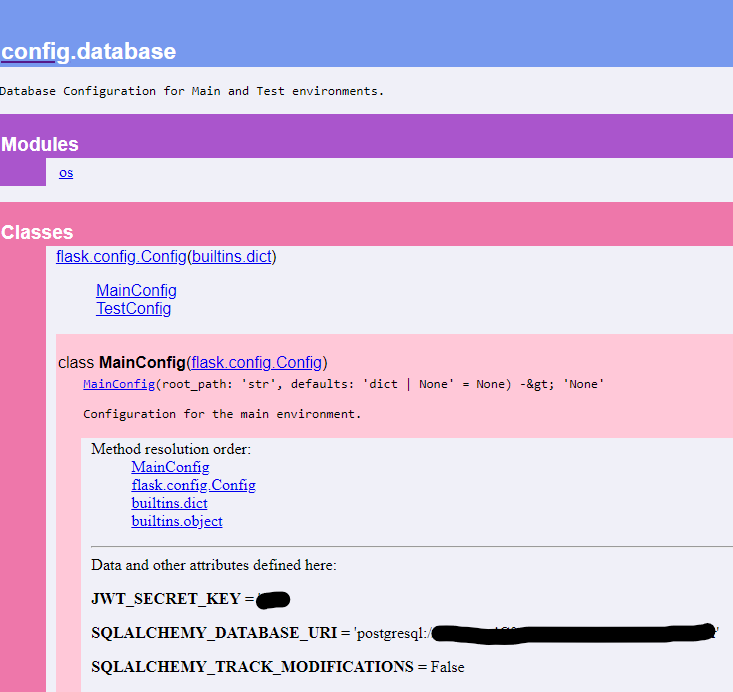 config.database
Database Configuration for Main and Test environments.
Modules
os
Classes
flask.config.Config(builtins.dict)
MainConfig
TestConfig
class MainConfig(flask.config.Config)
MainConfig(root_path: 'str', defaults: 'dict | None' = None) -&gt; 'None'
Configuration for the main environment.
Method resolution order:
MainConfig
flask.config.Config
builtins.dict
builtins.object
Data and other attributes defined here:
JWT_SECRET_KEY =
SQLALCHEMY_DATABASE_URI = 'postgresql:/
SQLALCHEMY_TRACK_MODIFICATIONS = False